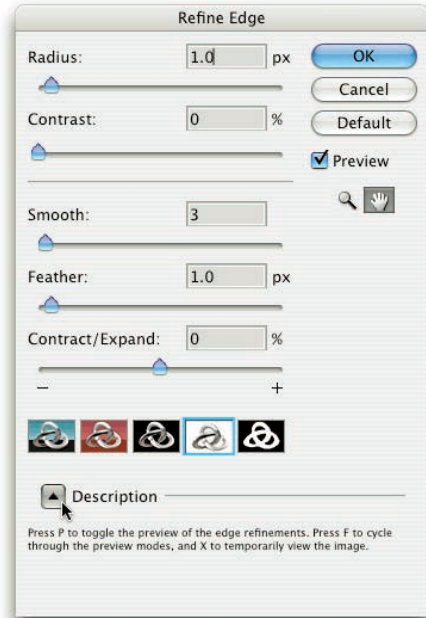 Refine Edge
Radius: 1.0 px
OK
Cancel
Contrast: 0 %
Default
Preview
Smooth: 3
Feather: 1.0 px
Contract/Expand: 0 %
− +
Description
Press P to toggle the preview of the edge refinements. Press F to cycle
through the preview modes, and X to temporarily view the image.